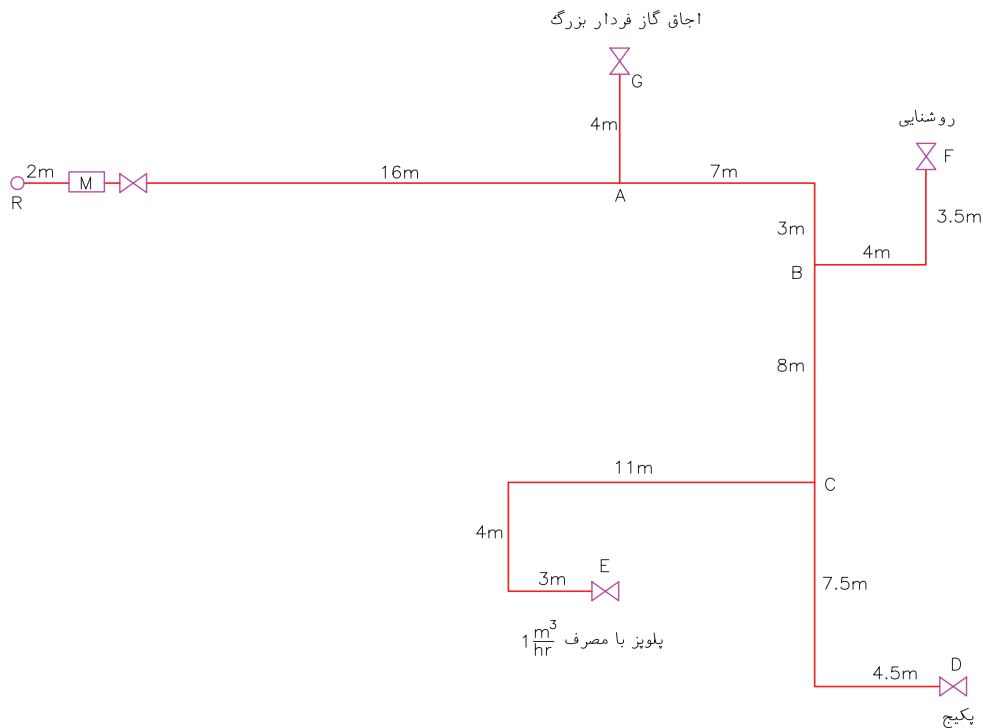 اجاق گاز فردار بزرگ
G
4m
روشنایی
F
2m
M
R
16m
A
7m
3m
3.5m
4m
B
8m
11m
C
4m
3m
E
7.5m
پلوپز با مصرف 1 m³/hr
4.5m
D
پکیج